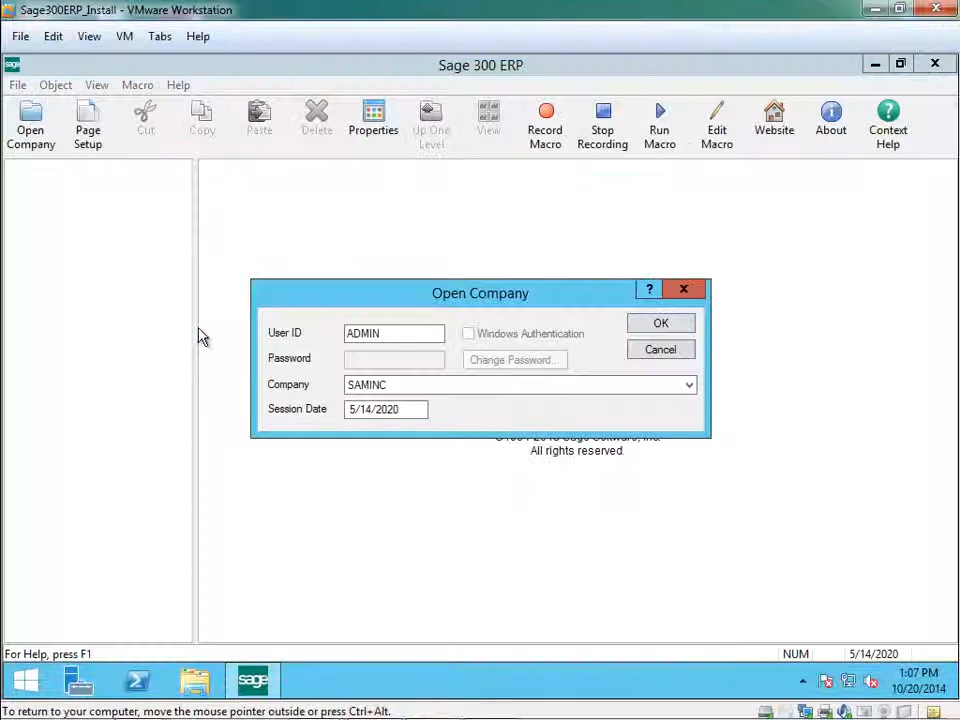 Sage300ERP_Install - VMware Workstation
File Edit View VM Tabs Help
sage
Sage 300 ERP
File Object View Macro Help
Open Company
Page Setup
Cut
Copy
Paste
Delete
Properties
Up One Level
View
Record Macro
Stop Recording
Run Macro
Edit Macro
Website
About
Context Help
Open Company
?
User ID ADMIN Windows Authentication OK
Password Change Password... Cancel
Company SAMINC
Session Date 5/14/2020
All rights reserved.
For Help, press F1 NUM 5/14/2020
sage
1:07 PM
10/20/2014
To return to your computer, move the mouse pointer outside or press Ctrl+Alt.